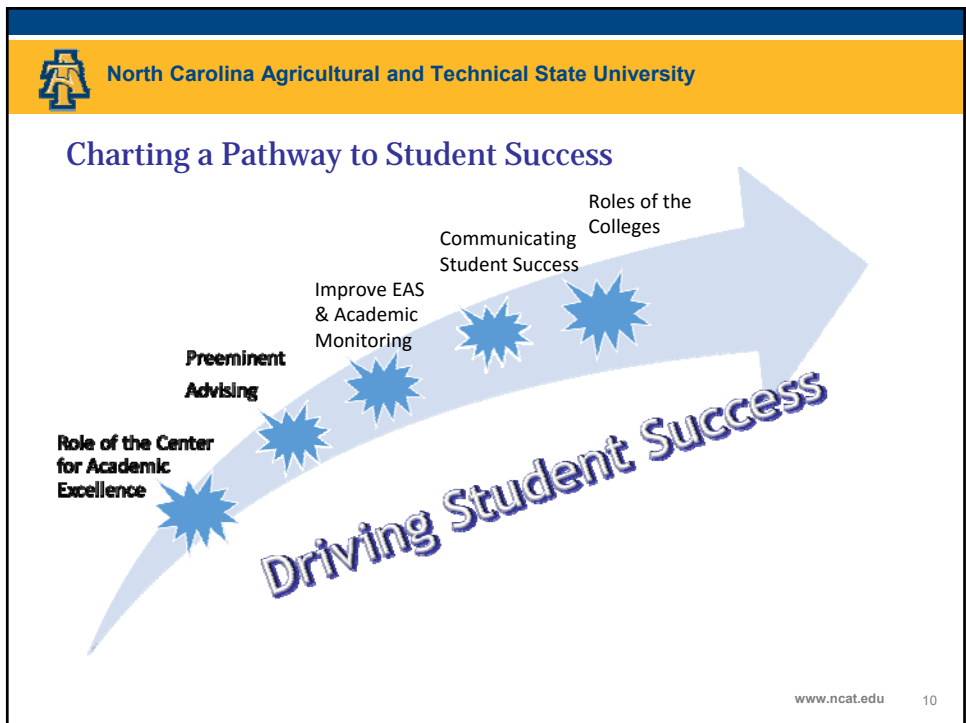 North Carolina Agricultural and Technical State University
Charting a Pathway to Student Success
Roles of the
Colleges
Communicating
Student Success
Improve EAS
& Academic
Monitoring
Preeminent
Advising
Role of the Center
for Academic
Excellence
Driving Student Success
www.ncat.edu 10